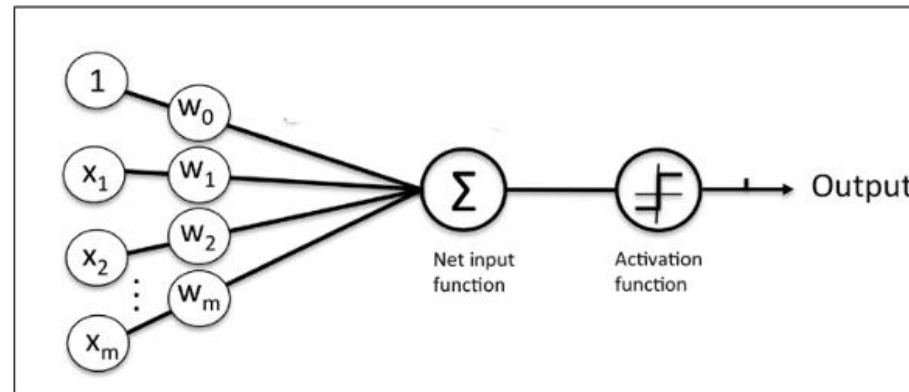 1
w₀
x₁
w₁
x₂
w₂
⋮
wₘ
xₘ
Σ
Net input
function
Activation
function
Output